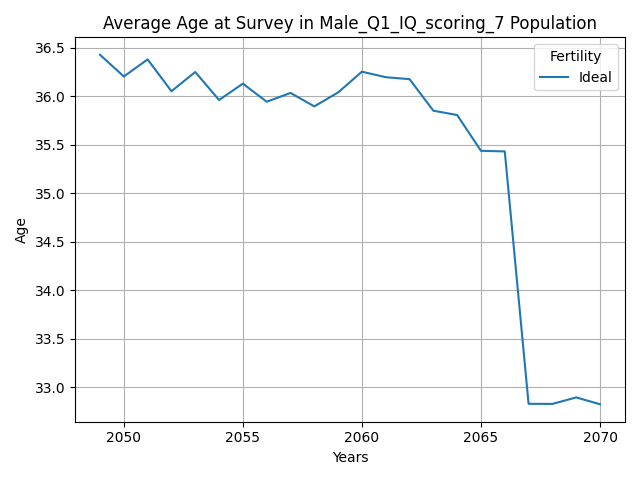 Average Age at Survey in Male_Q1_IQ_scoring_7 Population
Fertility
Ideal
36.5
36.0
35.5
35.0
34.5
34.0
33.5
33.0
Age
2050
2055
2060
2065
2070
Years